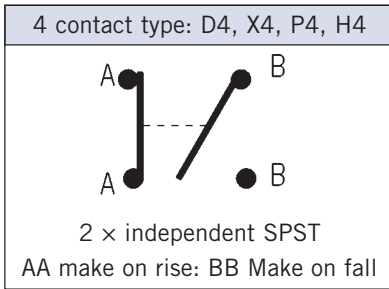 4 contact type: D4, X4, P4, H4
A B
A B
2 × independent SPST
AA make on rise: BB Make on fall